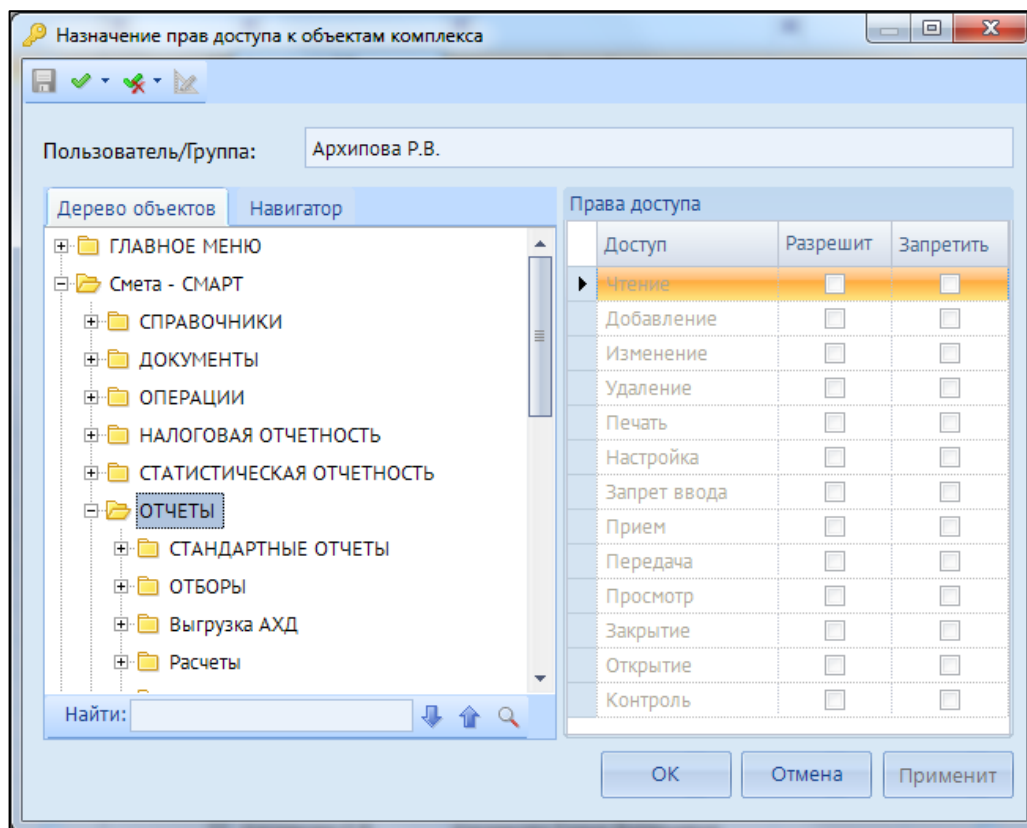 Назначение прав доступа к объектам комплекса
Пользователь/Группа: Архипова Р.В.
Дерево объектов Навигатор
ГЛАВНОЕ МЕНЮ
Смета - СМАРТ
СПРАВОЧНИКИ
ДОКУМЕНТЫ
ОПЕРАЦИИ
НАЛОГОВАЯ ОТЧЕТНОСТЬ
СТАТИСТИЧЕСКАЯ ОТЧЕТНОСТЬ
ОТЧЕТЫ
СТАНДАРТНЫЕ ОТЧЕТЫ
ОТБОРЫ
Выгрузка АХД
Расчеты
Найти:
Права доступа
Доступ Разрешит Запретить
Чтение
Добавление
Изменение
Удаление
Печать
Настройка
Запрет ввода
Прием
Передача
Просмотр
Закрытие
Открытие
Контроль
ОК Отмена Применит